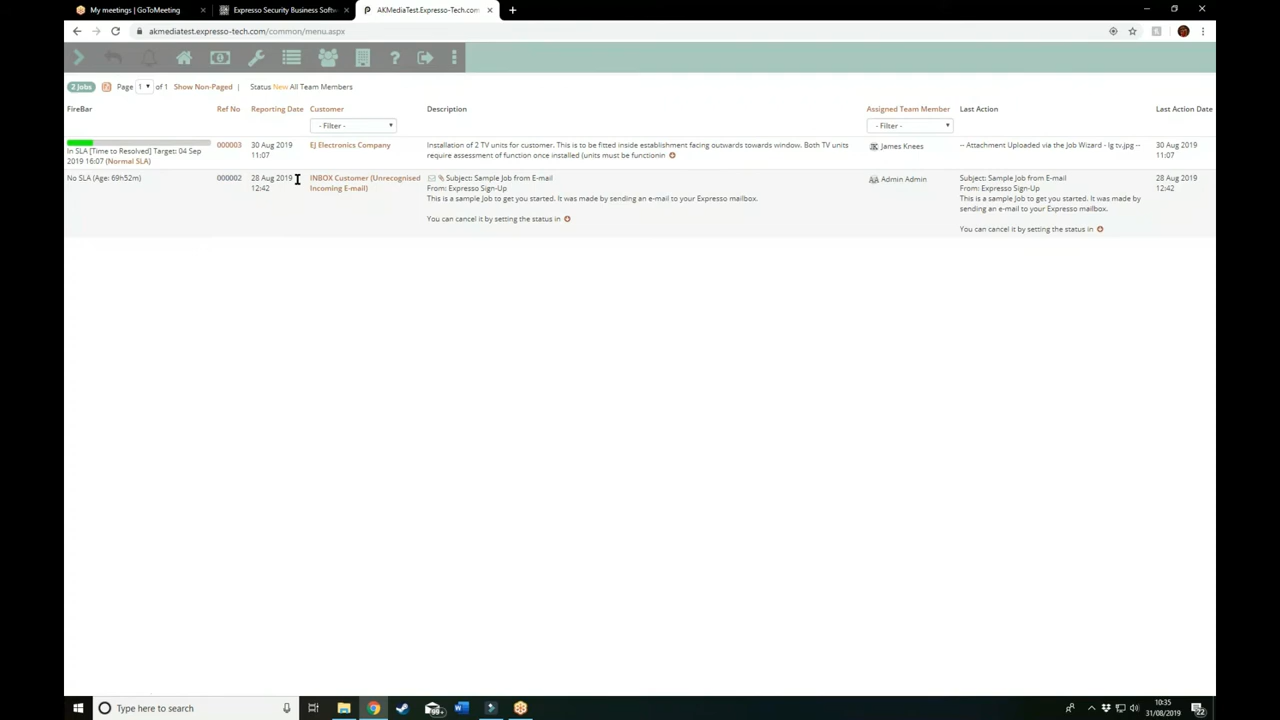 My meetings | GoToMeeting
Expresso Security Business Softw
AKMediaTest.Expresso-Tech.com
akmediatest.expresso-tech.com/common/menu.aspx
2 Jobs Page 1 of 1 Show Non-Paged | Status New All Team Members
FireBar Ref No Reporting Date Customer Description Assigned Team Member Last Action Last Action Date
- Filter - - Filter -
In SLA [Time to Resolved] Target: 04 Sep
2019 16:07 (Normal SLA)
000003
30 Aug 2019
11:07
EJ Electronics Company
Installation of 2 TV units for customer. This is to be fitted inside establishment facing outwards towards window. Both TV units
require assessment of function once installed (units must be functionin
James Knees
-- Attachment Uploaded via the Job Wizard - lg tv.jpg --
30 Aug 2019
11:07
No SLA (Age: 69h52m)
000002
28 Aug 2019
12:42
INBOX Customer (Unrecognised
Incoming E-mail)
Subject: Sample Job from E-mail
From: Expresso Sign-Up
This is a sample Job to get you started. It was made by sending an e-mail to your Expresso mailbox.
You can cancel it by setting the status in
AA Admin Admin
Subject: Sample Job from E-mail
From: Expresso Sign-Up
This is a sample Job to get you started. It was made by
sending an e-mail to your Expresso mailbox.
You can cancel it by setting the status in
28 Aug 2019
12:42
Type here to search
99+
10:35
31/08/2019
22